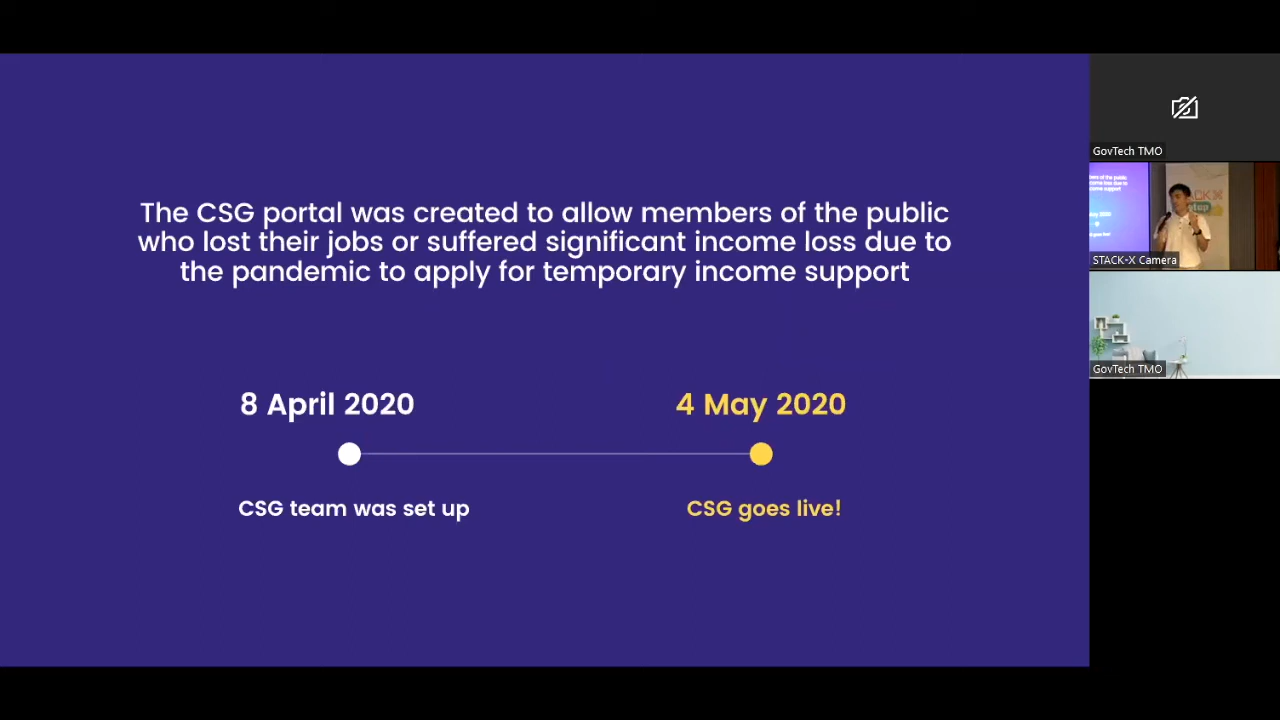 The CSG portal was created to allow members of the public
who lost their jobs or suffered significant income loss due to
the pandemic to apply for temporary income support
8 April 2020
4 May 2020
CSG team was set up
CSG goes live!
GovTech TMO
STACK-X Camera
GovTech TMO